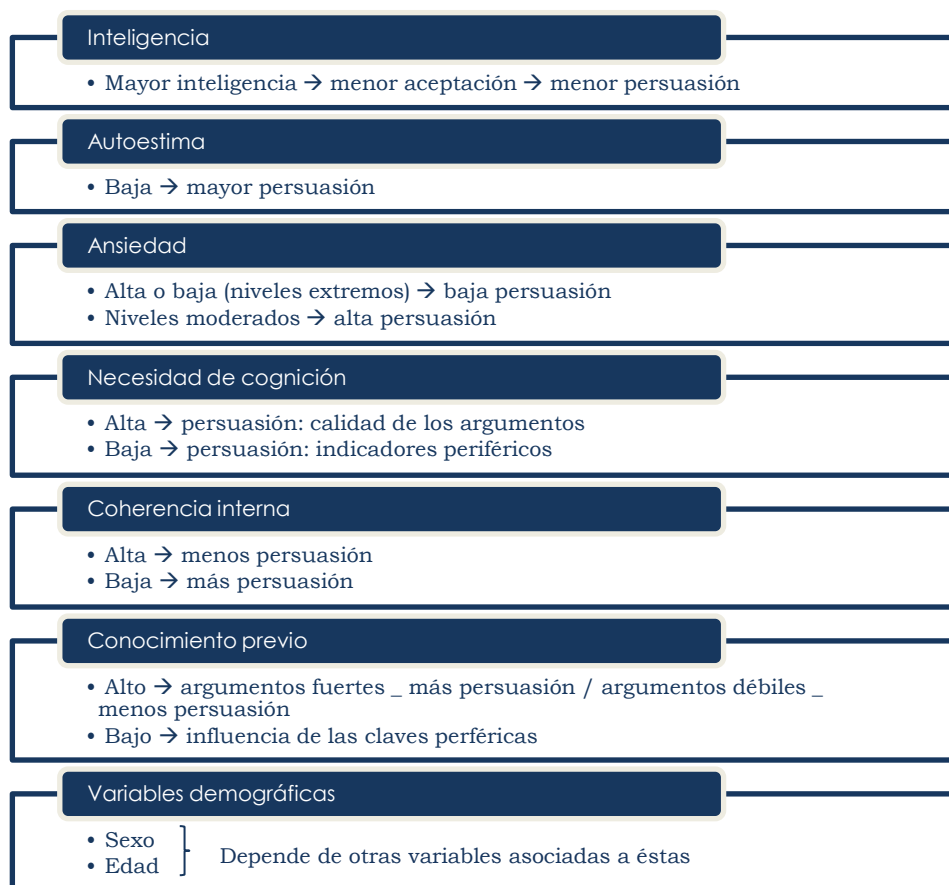 Inteligencia
• Mayor inteligencia → menor aceptación → menor persuasión
Autoestima
• Baja → mayor persuasión
Ansiedad
• Alta o baja (niveles extremos) → baja persuasión
• Niveles moderados → alta persuasión
Necesidad de cognición
• Alta → persuasión: calidad de los argumentos
• Baja → persuasión: indicadores periféricos
Coherencia interna
• Alta → menos persuasión
• Baja → más persuasión
Conocimiento previo
• Alto → argumentos fuertes _ más persuasión / argumentos débiles _
menos persuasión
• Bajo → influencia de las claves perféricas
Variables demográficas
• Sexo
• Edad
Depende de otras variables asociadas a éstas